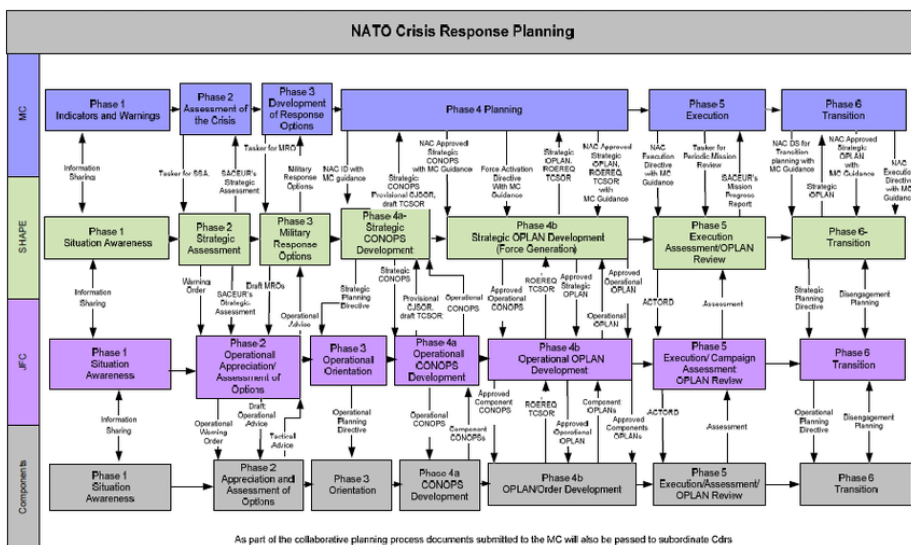 NATO Crisis Response Planning
MC
Phase 1
Indicators and Warnings
Phase 2
Assessment of
the Crisis
Phase 3
Development of
Response
Options
Phase 4 Planning
Phase 5
Execution
Phase 6
Transition
Information
Sharing
Tasker for SSA
SACEUR's
Strategic
Assessment
Tasker for MRO
Military
Response
Options
NAC ID with
MC guidance
Strategic
CONOPS
Provisional CJSOR,
draft TCSOR
NAC Approved
Strategic
CONOPS with
MC Guidance
Force Activation
Directive
With MC guidance
Strategic
OPLAN,
ROEREQ
TCSOR
NAC Approved
Strategic OPLAN,
ROEREQ, TCSOR
with MC
Guidance
NAC
Execution
Directive
with MC
Guidance
Tasker for
Periodic Mission
Review
SACEUR's
Mission
Progress
Report
NAC DS for
Transition
planning with MC
Guidance
Strategic
OPLAN
NAC Approved
Strategic OPLAN
with MC
Guidance
NAC
Execution
Directive
with MC
Guidance
SHAPE
Phase 1
Situation Awareness
Phase 2
Strategic
Assessment
Phase 3
Military
Response
Options
Phase 4a-
Strategic
CONOPS
Development
Phase 4b
Strategic OPLAN Development
(Force Generation)
Phase 5
Execution
Assessment/OPLAN
Review
Phase 6-
Transition
Information
Sharing
Warning
Order
SACEUR's
Strategic
Assessment
Draft MROs
Operational
Advice
Strategic
Planning
Directive
Strategic
CONOPS
Provisional
CJSOR,
draft TCSOR
Operational
CONOPS
Approved
Operational
CONOPS
ROEREQ
TCSOR
Approved
Strategic
OPLAN
Operational
OPLAN
Approved
Operational
OPLAN
ACTORD
Assessment
Strategic
Planning
Directive
Disengagement
Planning
JFC
Phase 1
Situation
Awareness
Phase 2
Operational
Appreciation/
Assessment of
Options
Phase 3
Operational
Orientation
Phase 4a
Operational
CONOPS
Development
Phase 4b
Operational OPLAN
Development
Phase 5
Execution/ Campaign
Assessment/
OPLAN Review
Phase 6
Transition
Information
Sharing
Operational
Warning
Order
Draft
Operational
Advice
Tactical
Advice
Operational
Planning
Directive
Operational
CONOPS
Component
CONOPSs
Approved
Component
CONOPS
ROEREQ
TCSOR
Approved
Operational
OPLAN
Component
OPLANs
Approved
Components
OPLANs
ACTORD
Assessment
Operational
Planning
Directive
Disengagement
Planning
Components
Phase 1
Situation
Awareness
Phase 2
Appreciation and
Assessment of
Options
Phase 3
Orientation
Phase 4a
CONOPS
Development
Phase 4b
OPLAN/Order Development
Phase 5
Execution/Assessment/
OPLAN Review
Phase 6
Transition
As part of the collaborative planning process documents submitted to the MC will also be passed to subordinate Cdrs